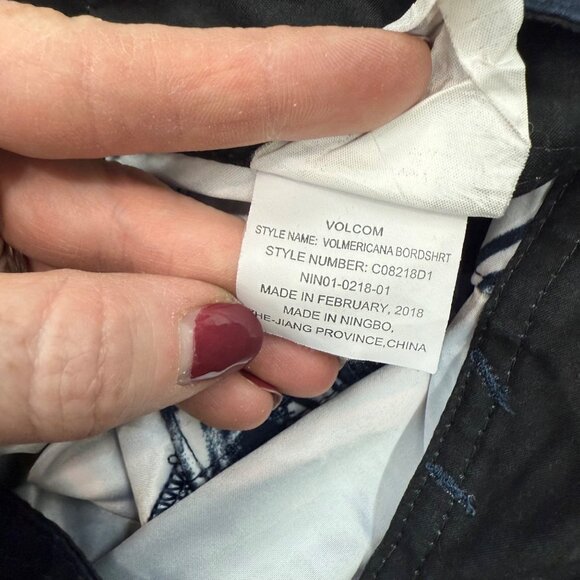 VOLCOM
STYLE NAME: VOLMERICANA BORDSHRT
STYLE NUMBER: C08218D1
NIN01-0218-01
MADE IN FEBRUARY, 2018
MADE IN NINGBO,
HE-JIANG PROVINCE,CHINA